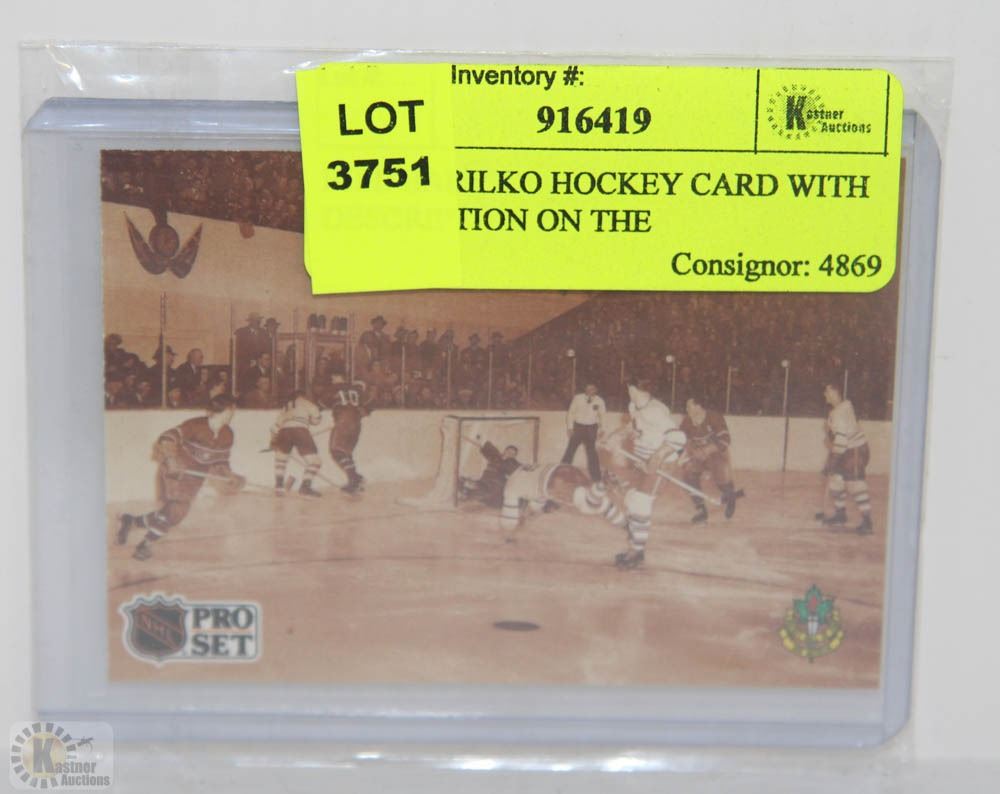 Inventory #:
LOT
916419
Kastner
Auctions
3751
RILKO HOCKEY CARD WITH
TION ON THE
Consignor: 4869
10
NHL
PRO
SET
Kastner
Auctions